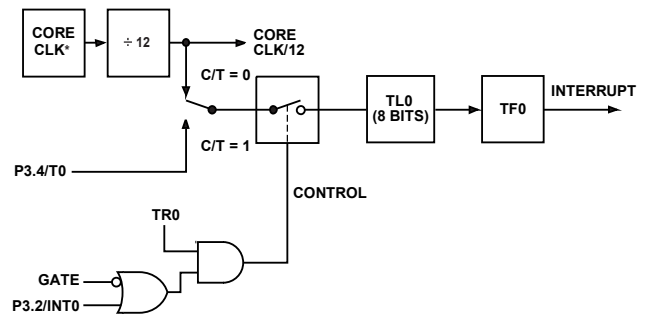 CORE
CLK*
÷ 12
CORE
CLK/12
C/T = 0
C/T = 1
TL0
(8 BITS)
TF0
INTERRUPT
P3.4/T0
CONTROL
TR0
GATE
P3.2/INT0